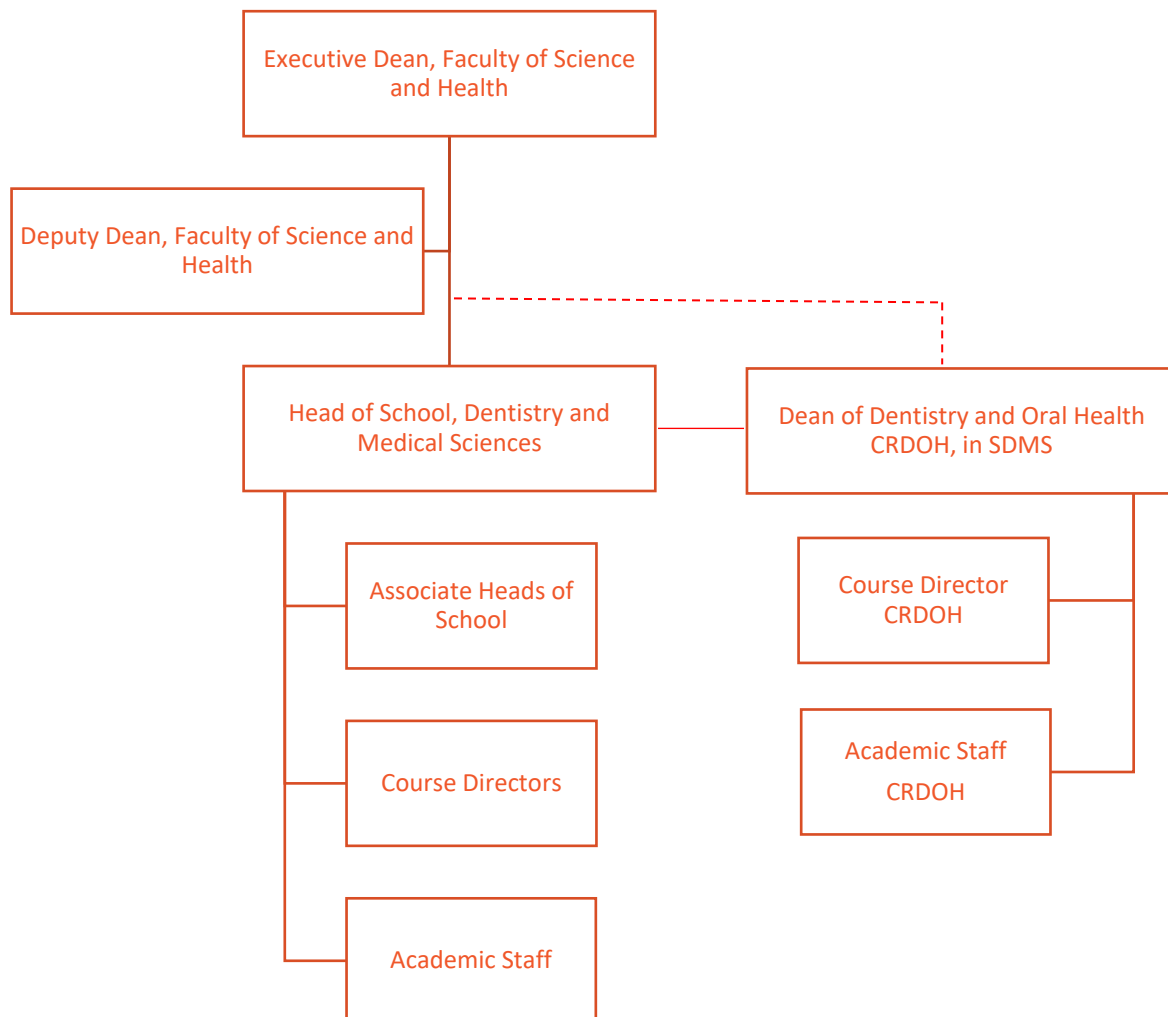 Executive Dean, Faculty of Science
and Health
Deputy Dean, Faculty of Science and
Health
Head of School, Dentistry and
Medical Sciences
Dean of Dentistry and Oral Health
CRDOH, in SDMS
Associate Heads of
School
Course Directors
Academic Staff
Course Director
CRDOH
Academic Staff
CRDOH